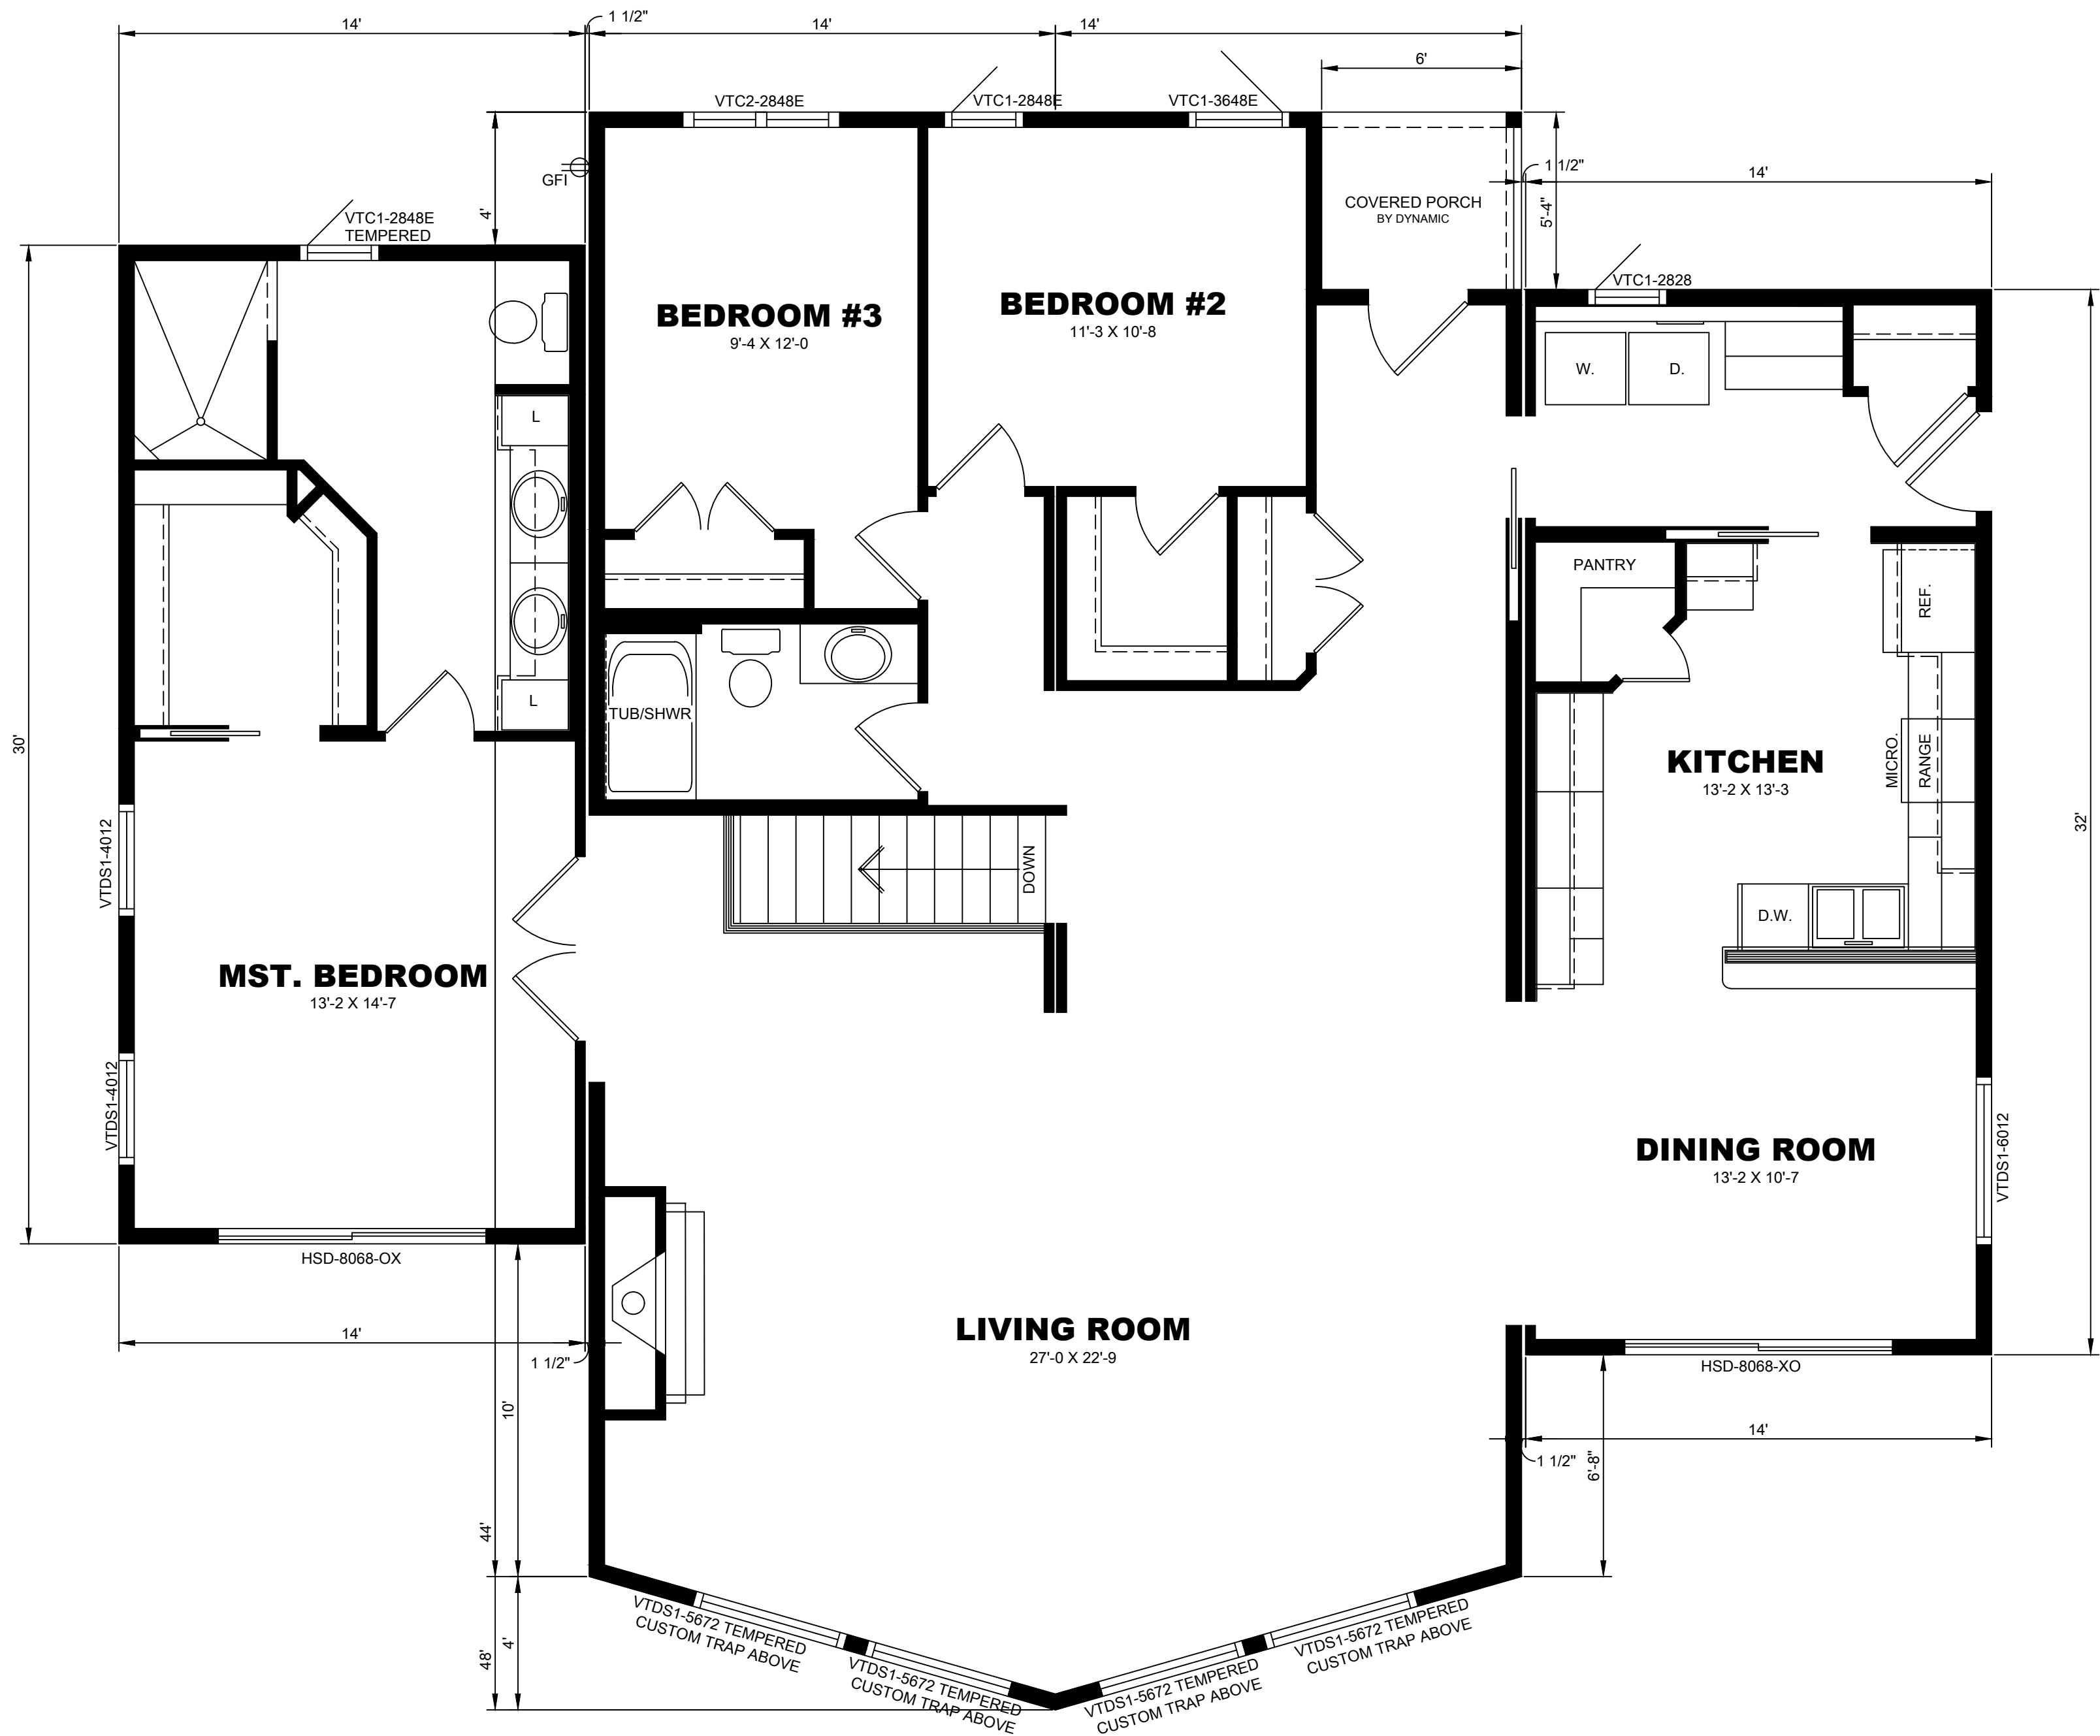 14'
1 1/2"
14'
14'
6'
VTC2-2848E
VTC1-2848E
VTC1-3648E
GFI
4'
COVERED PORCH
BY DYNAMIC
5'-4"
1 1/2"
14'
VTC1-2848E
TEMPERED
VTC1-2828
BEDROOM #3
9'-4 X 12'-0
BEDROOM #2
11'-3 X 10'-8
W.
D.
L
L
PANTRY
REF.
TUB/SHWR
30'
KITCHEN
13'-2 X 13'-3
MICRO.
RANGE
32'
VTDS1-4012
DOWN
D.W.
MST. BEDROOM
13'-2 X 14'-7
VTDS1-4012
DINING ROOM
13'-2 X 10'-7
VTDS1-6012
HSD-8068-OX
LIVING ROOM
27'-0 X 22'-9
14'
1 1/2"
HSD-8068-XO
10'
14'
1 1/2"
6'-8"
44'
48'
4'
VTDS1-5672 TEMPERED
CUSTOM TRAP ABOVE
VTDS1-5672 TEMPERED
CUSTOM TRAP ABOVE
VTDS1-5672 TEMPERED
CUSTOM TRAP ABOVE
VTDS1-5672 TEMPERED
CUSTOM TRAP ABOVE